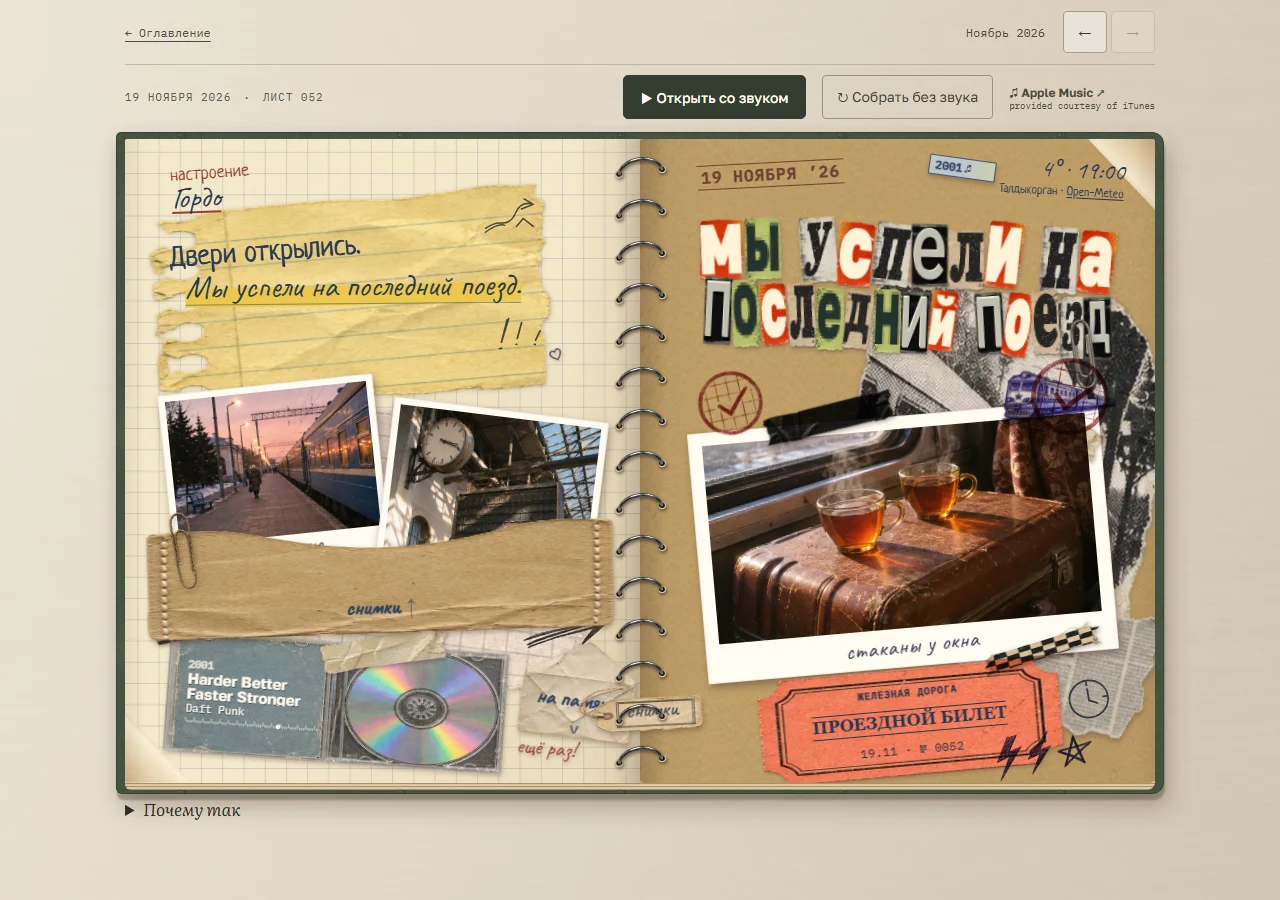 ← Оглавление
Ноябрь 2026
←
→
19 НОЯБРЯ 2026 · ЛИСТ 052
▶ Открыть со звуком
↻ Собрать без звука
♫ Apple Music ↗
provided courtesy of iTunes
настроение
Гордо
Двери открылись.
Мы успели на последний поезд.
!!!
снимки ↑
2001
Harder Better
Faster Stronger
Daft Punk
ещё раз!
снимки
19 НОЯБРЯ '26
2001♫
4°· 19:00
Талдыкорган · Open-Meteo
Мы успели на
последний поезд
стаканы у окна
ЖЕЛЕЗНАЯ ДОРОГА
ПРОЕЗДНОЙ БИЛЕТ
19.11 · № 0052
▶ Почему так